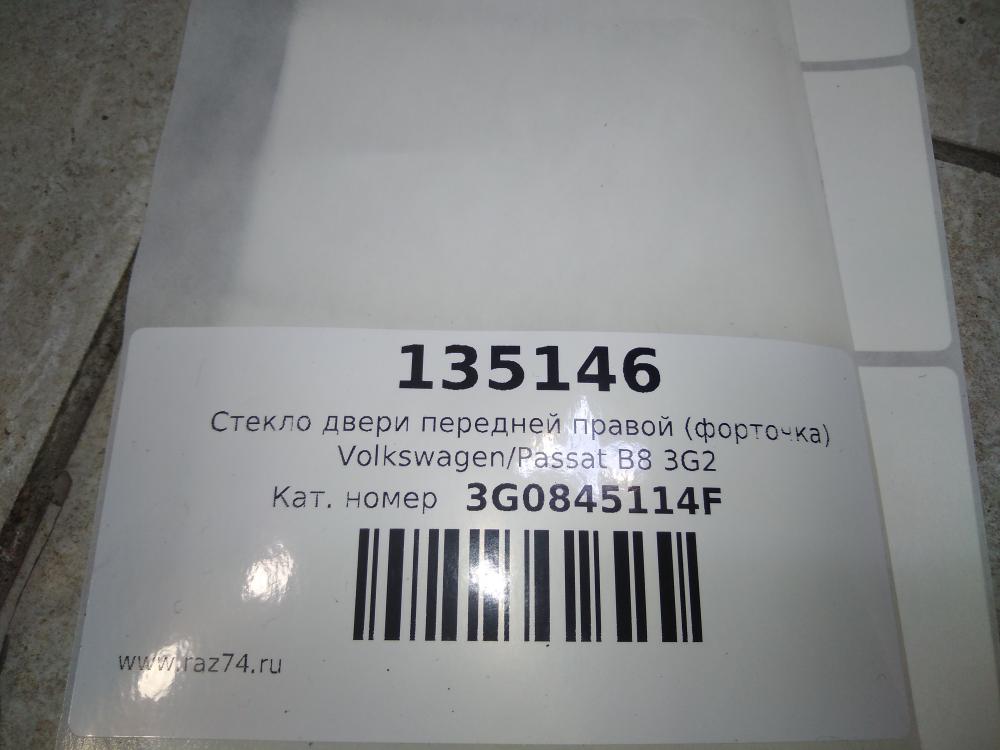 135146
Стекло двери передней правой (форточка)
Volkswagen/Passat B8 3G2
Кат. номер 3G0845114F
www.raz74.ru